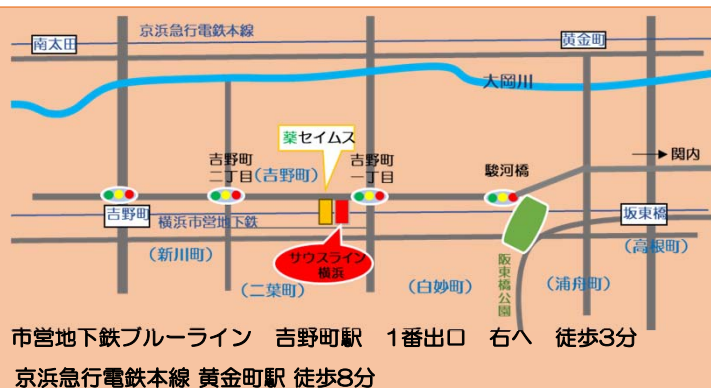 京浜急行電鉄本線
南太田
黄金町
大岡川
薬セイムス
吉野町
二丁目
(吉野町)
吉野町
一丁目
駿河橋
→ 関内
吉野町
横浜市営地下鉄
坂東橋
サウスライン
横浜
(新川町)
(二葉町)
(白妙町)
阪東橋公園
(浦舟町)
(高根町)
市営地下鉄ブルーライン 吉野町駅 1番出口 右へ 徒歩3分
京浜急行電鉄本線 黄金町駅 徒歩8分